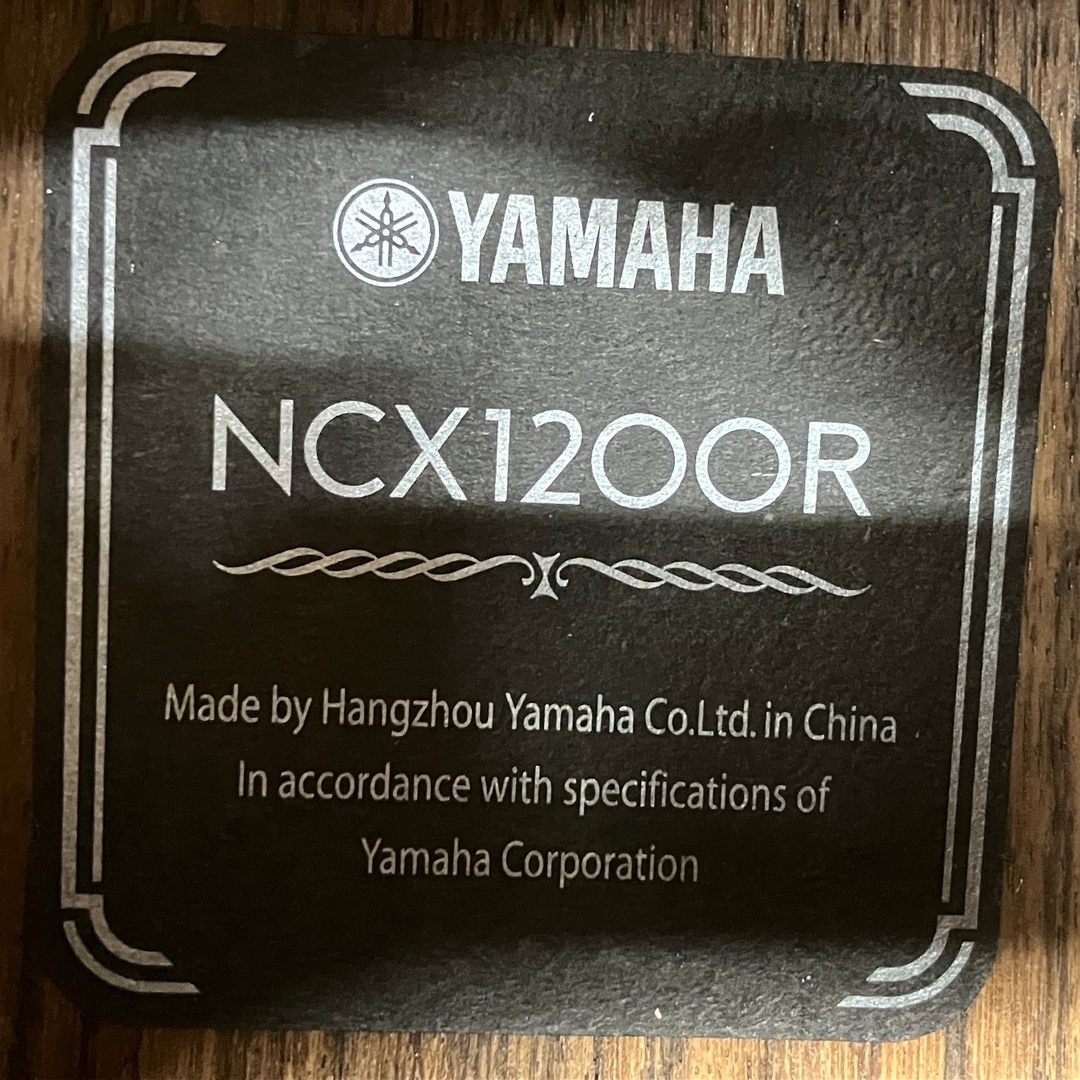 YAMAHA
NCX1200R
Made by Hangzhou Yamaha Co.Ltd. in China
In accordance with specifications of
Yamaha Corporation